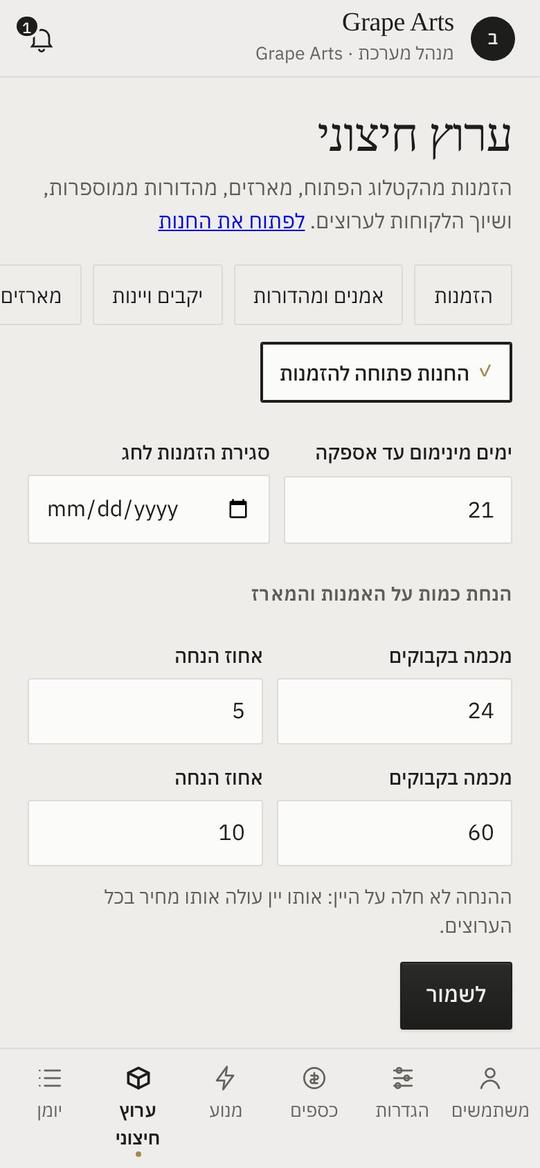 Grape Arts
ב
מנהל מערכת · Grape Arts
1
ערוץ חיצוני
הזמנות מהקטלוג הפתוח, מארזים, מהדורות ממוספרות,
ושיוך הלקוחות לערוצים. לפתוח את החנות
הזמנות
אמנים ומהדורות
יקבים ויינות
מארזים
✓ החנות פתוחה להזמנות
ימים מינימום עד אספקה
סגירת הזמנות לחג
21
mm/dd/yyyy
הנחת כמות על האמנות והמארז
מכמה בקבוקים
אחוז הנחה
24
5
מכמה בקבוקים
אחוז הנחה
60
10
ההנחה לא חלה על היין: אותו יין עולה אותו מחיר בכל
הערוצים.
לשמור
משתמשים
הגדרות
כספים
מנוע
ערוץ
חיצוני
יומן